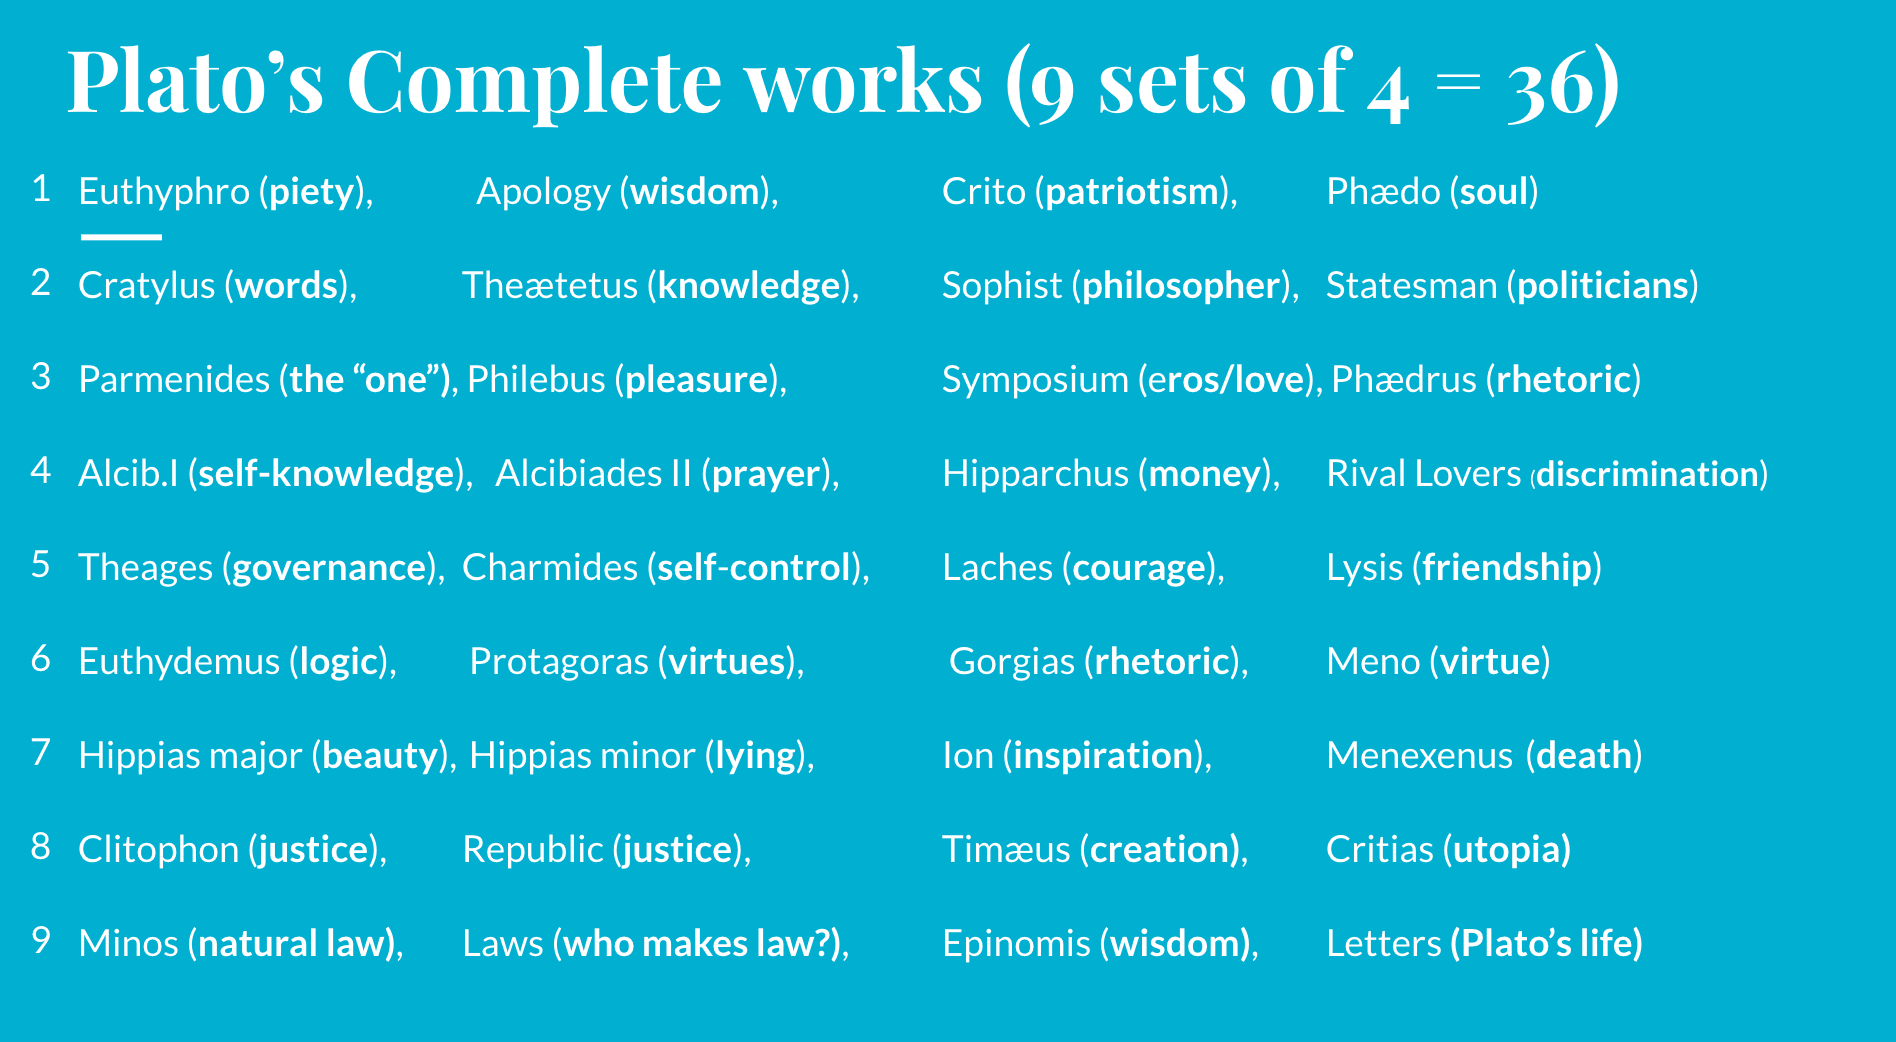 Plato’s Complete works (9 sets of 4 = 36)
1 Euthyphro (piety), Apology (wisdom), Crito (patriotism), Phædo (soul)
2 Cratylus (words), Theætetus (knowledge), Sophist (philosopher), Statesman (politicians)
3 Parmenides (the “one”), Philebus (pleasure), Symposium (eros/love), Phædrus (rhetoric)
4 Alcib.I (self-knowledge), Alcibiades II (prayer), Hipparchus (money), Rival Lovers (discrimination)
5 Theages (governance), Charmides (self-control), Laches (courage), Lysis (friendship)
6 Euthydemus (logic), Protagoras (virtues), Gorgias (rhetoric), Meno (virtue)
7 Hippias major (beauty), Hippias minor (lying), Ion (inspiration), Menexenus (death)
8 Clitophon (justice), Republic (justice), Timæus (creation), Critias (utopia)
9 Minos (natural law), Laws (who makes law?), Epinomis (wisdom), Letters (Plato’s life)